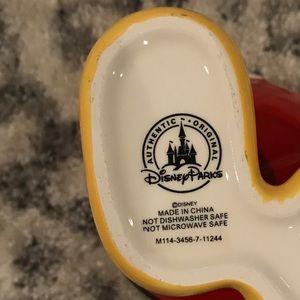 AUTHENTIC · ORIGINAL
Disney Parks
©DISNEY
MADE IN CHINA
NOT DISHWASHER SAFE
NOT MICROWAVE SAFE
M114-3456-7-11244